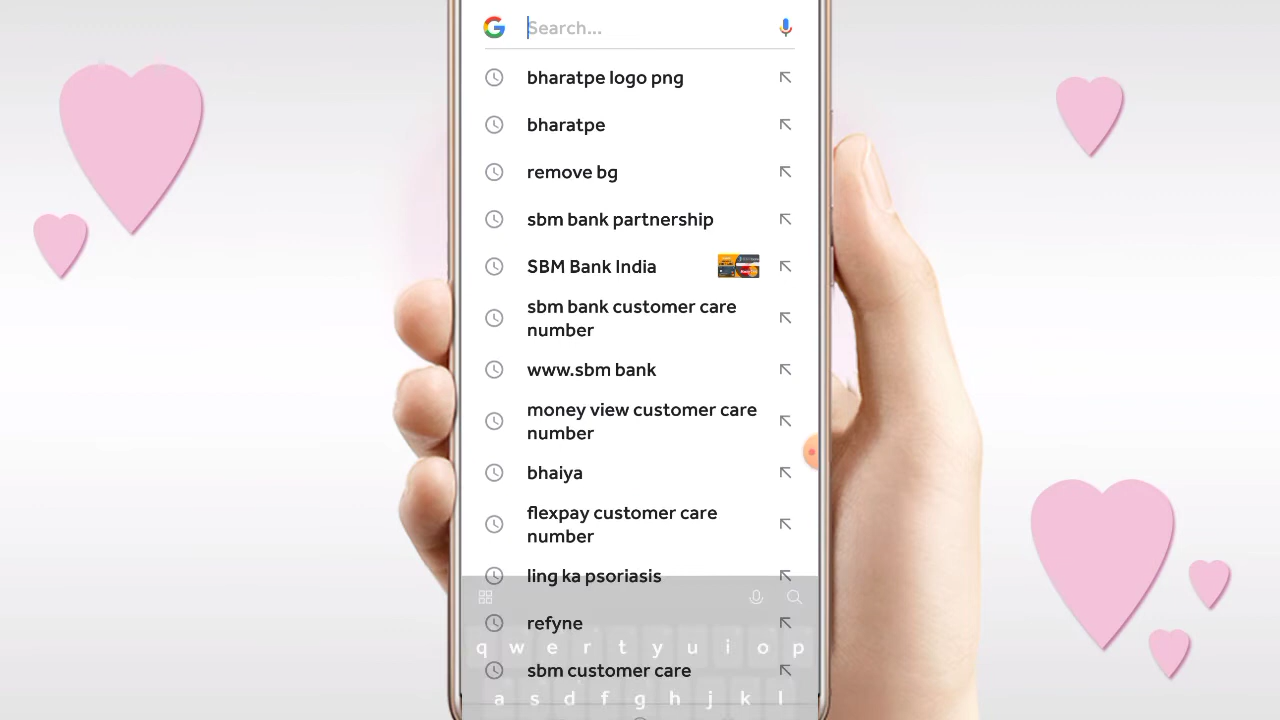 Search...
bharatpe logo png
bharatpe
remove bg
sbm bank partnership
SBM Bank India
sbm bank customer care
number
www.sbm bank
money view customer care
number
bhaiya
flexpay customer care
number
ling ka psoriasis
refyne
q w e r t y u i o p
sbm customer care
a s d f g h j k l